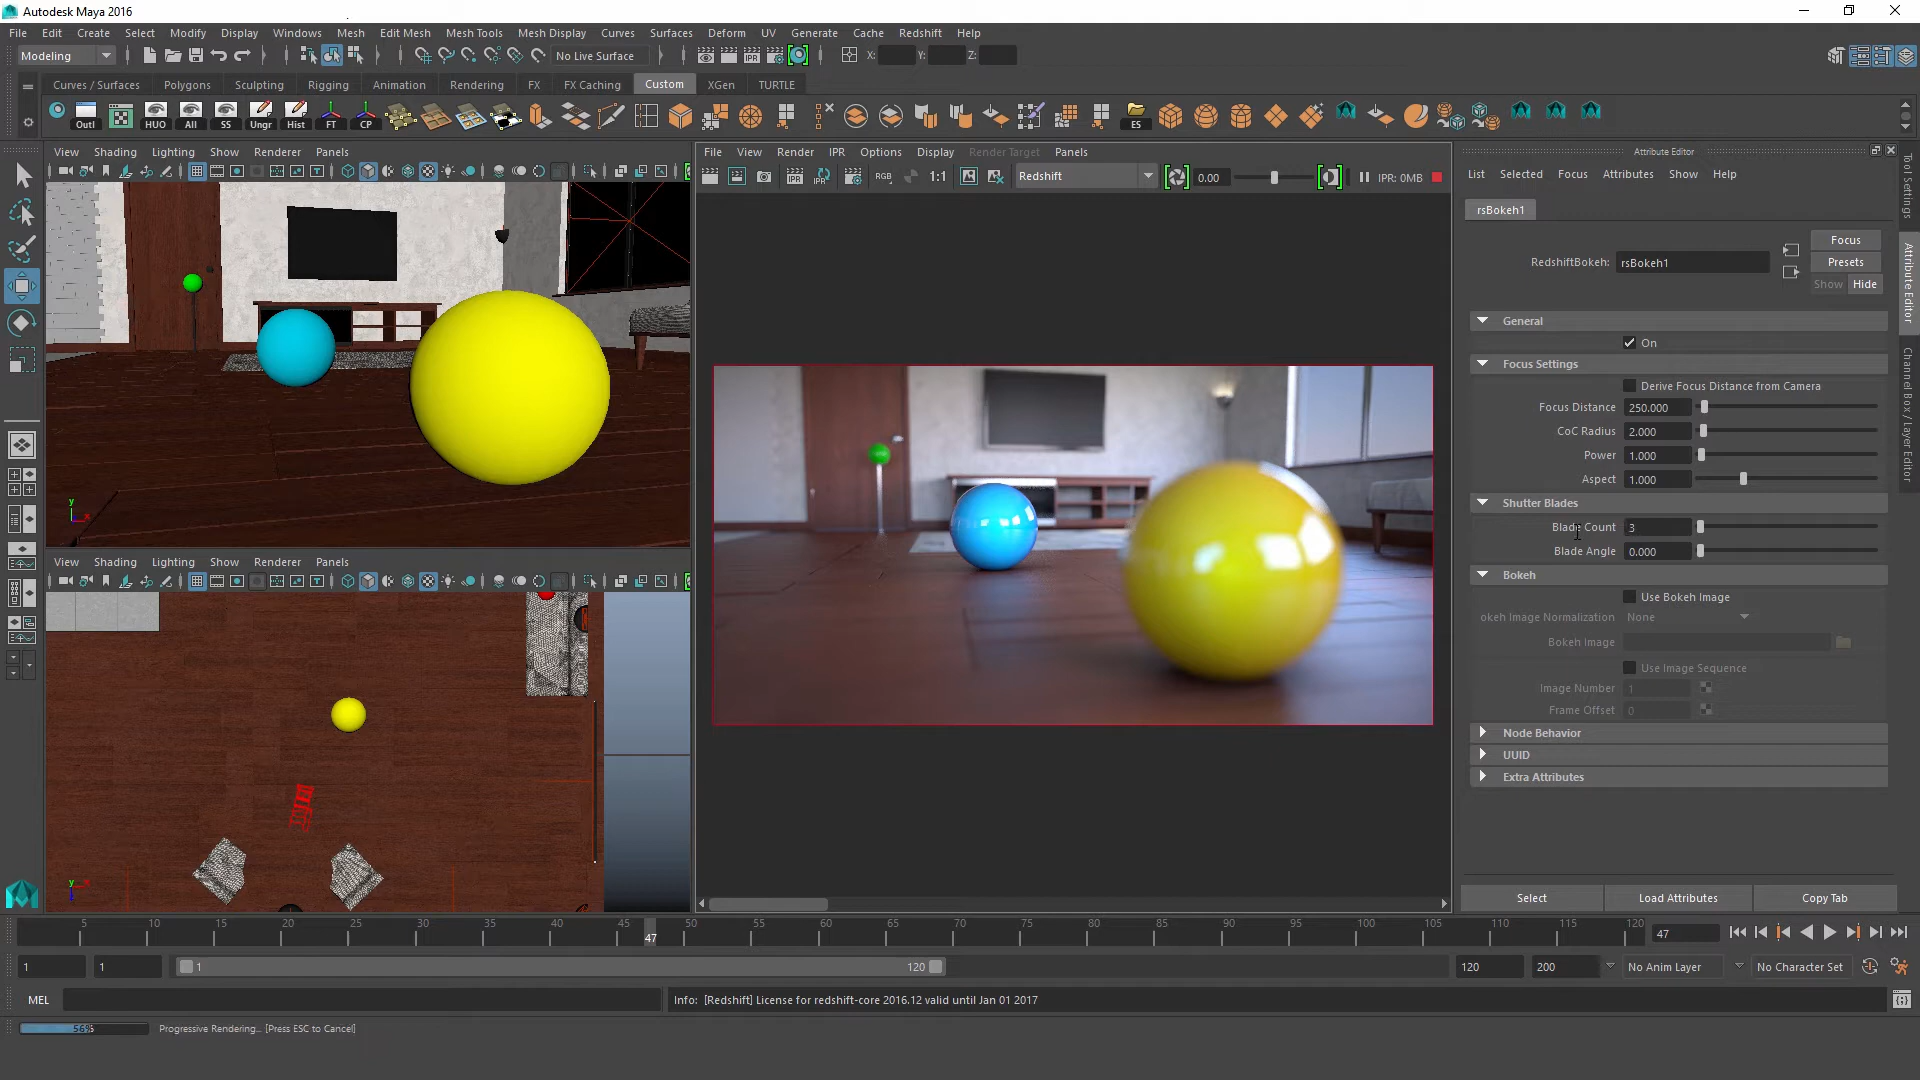 Autodesk Maya 2016
File Edit Create Select Modify Display Windows Mesh Edit Mesh Mesh Tools Mesh Display Curves Surfaces Deform UV Generate Cache Redshift Help
Modeling No Live Surface X: Y: Z:
Curves / Surfaces Polygons Sculpting Rigging Animation Rendering FX FX Caching Custom XGen TURTLE
Outl HUO All SS Ungr Hist FT CP ES
View Shading Lighting Show Renderer Panels
File View Render IPR Options Display Render Target Panels
RGB 1:1 Redshift 0.00 IPR: 0MB
Attribute Editor
List Selected Focus Attributes Show Help
rsBokeh1
RedshiftBokeh: rsBokeh1
Focus
Presets
Show Hide
General
On
Focus Settings
Derive Focus Distance from Camera
Focus Distance 250.000
CoC Radius 2.000
Power 1.000
Aspect 1.000
Shutter Blades
Blade Count 3
Blade Angle 0.000
Bokeh
Use Bokeh Image
okeh Image Normalization None
Bokeh Image
Use Image Sequence
Image Number 1
Frame Offset 0
Node Behavior
UUID
Extra Attributes
Select Load Attributes Copy Tab
Tool Settings
Attribute Editor
Channel Box / Layer Editor
y x
View Shading Lighting Show Renderer Panels
y x
5 10 15 20 25 30 35 40 45 50 55 60 65 70 75 80 85 90 95 100 105 110 115 120
47 47
1 1 1 120 120 200 No Anim Layer No Character Set
MEL Info: [Redshift] License for redshift-core 2016.12 valid until Jan 01 2017
56% Progressive Rendering... [Press ESC to Cancel]